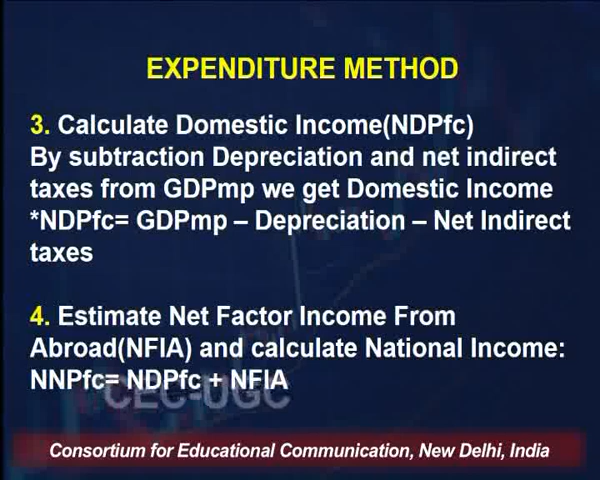 EXPENDITURE METHOD
3. Calculate Domestic Income(NDPfc)
By subtraction Depreciation and net indirect
taxes from GDPmp we get Domestic Income
*NDPfc= GDPmp – Depreciation – Net Indirect
taxes
4. Estimate Net Factor Income From
Abroad(NFIA) and calculate National Income:
NNPfc= NDPfc + NFIA
CEC-UGC
Consortium for Educational Communication, New Delhi, India